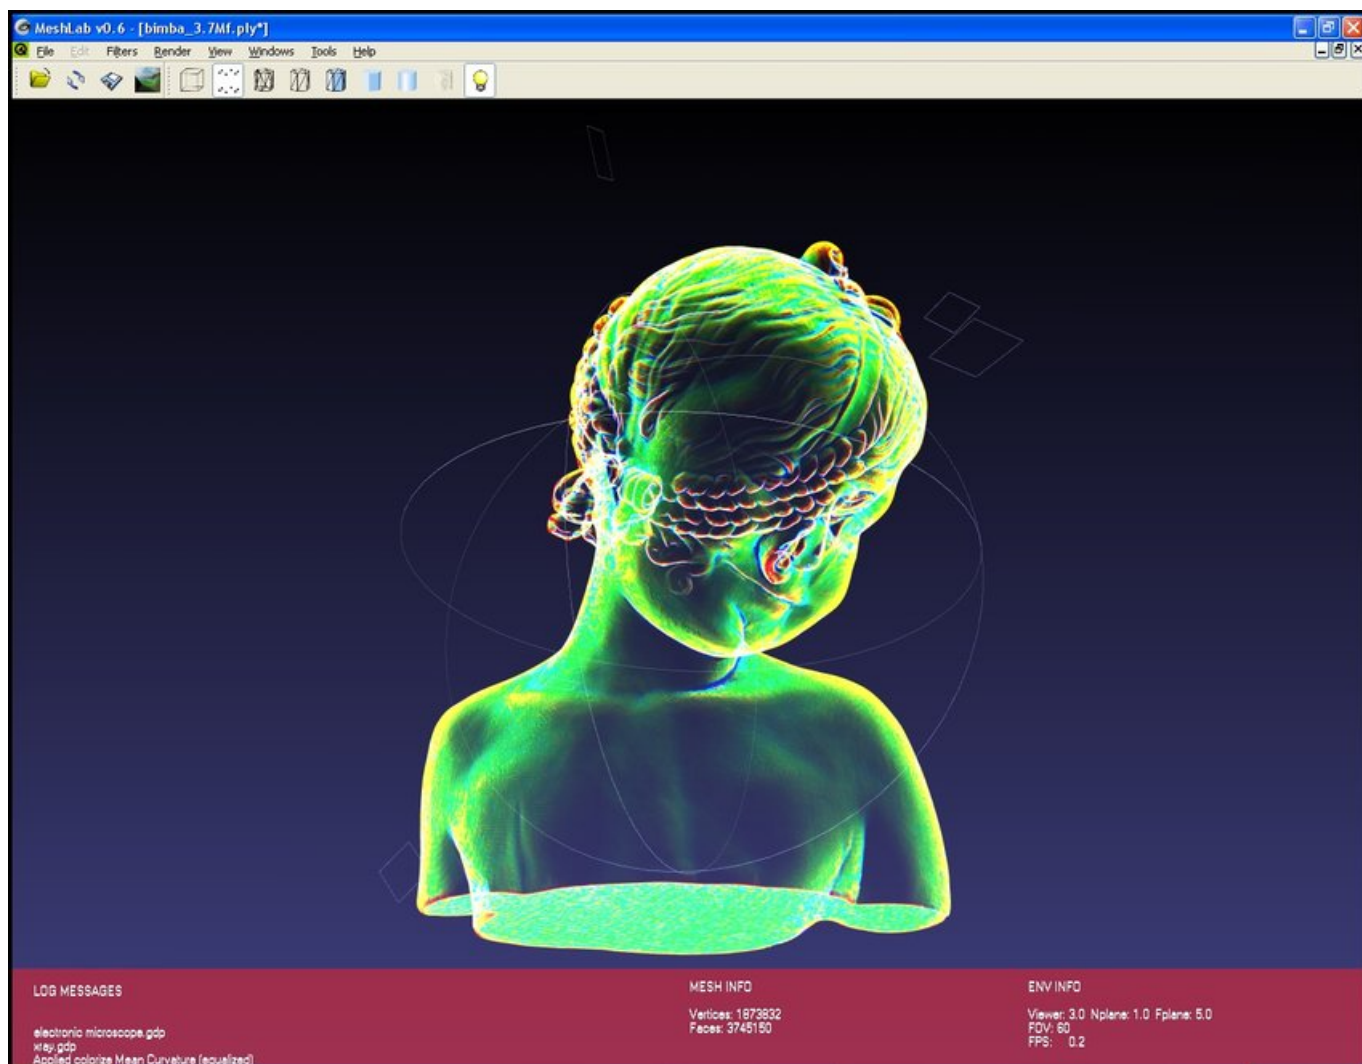 MeshLab v0.6 - [bimba_3.7Mf.ply*]
File Edit Filters Render View Windows Tools Help
LOG MESSAGES
electronic microscope.gdp
xray.gdp
Applied colorize Mean Curvature (equalized)
MESH INFO
Vertices: 1873832
Faces: 3745150
ENV INFO
Viewer: 3.0 Nplane: 1.0 Fplane: 5.0
FOV: 60
FPS: 0.2